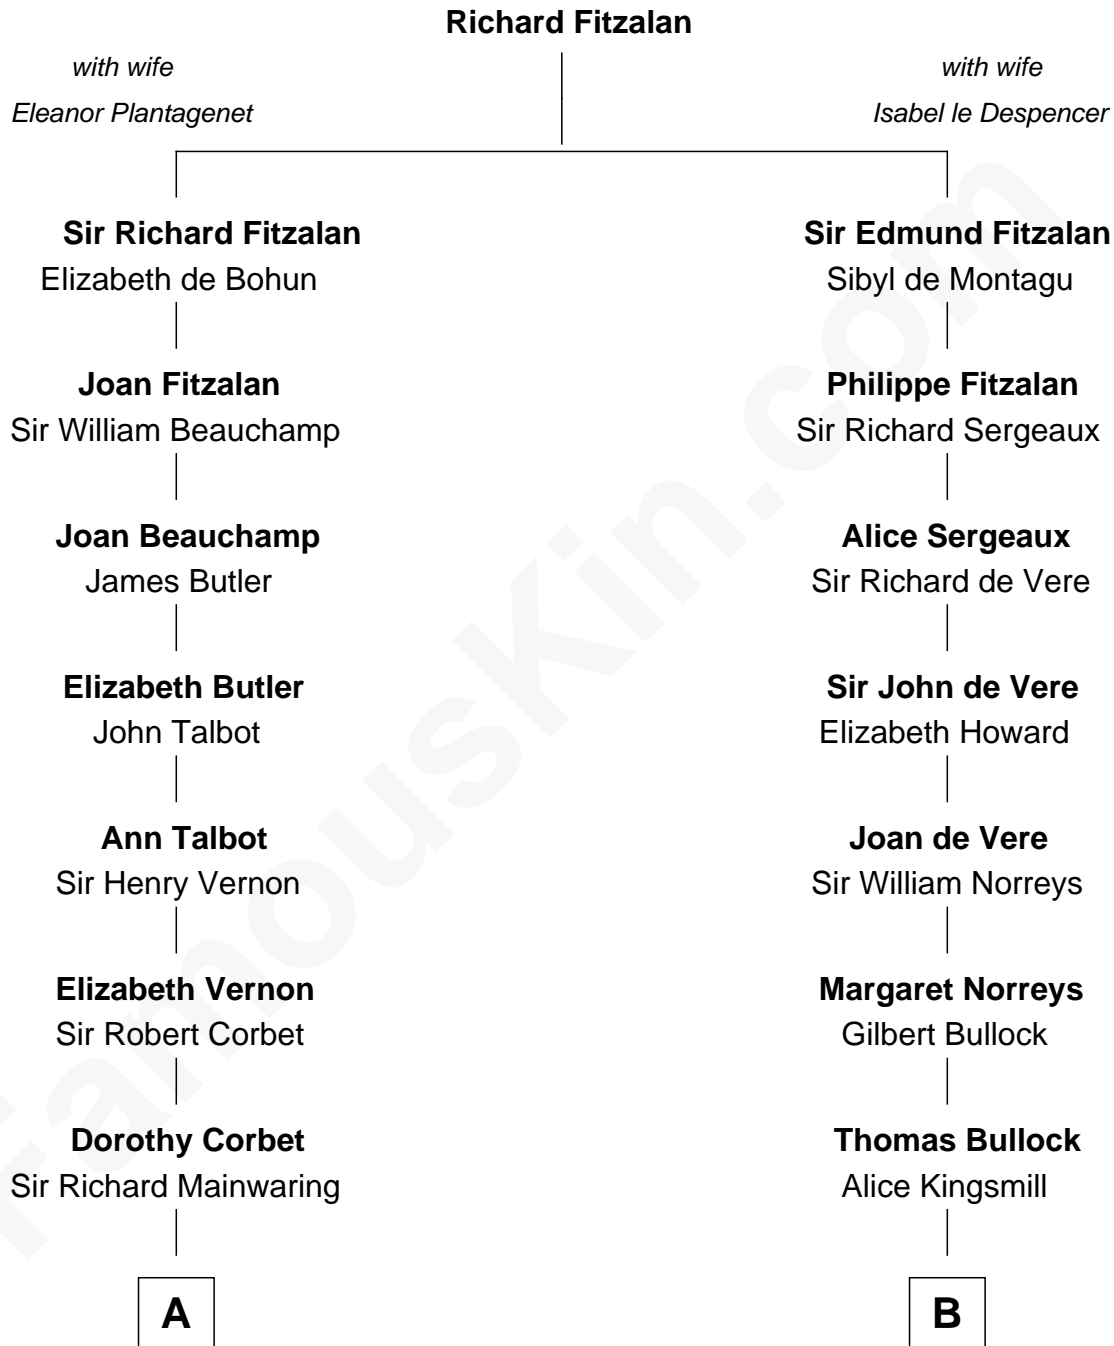 Richard Fitzalan
with wife
Eleanor Plantagenet
with wife
Isabel le Despencer
Sir Richard Fitzalan
Elizabeth de Bohun
Sir Edmund Fitzalan
Sibyl de Montagu
Joan Fitzalan
Sir William Beauchamp
Philippe Fitzalan
Sir Richard Sergeaux
Joan Beauchamp
James Butler
Alice Sergeaux
Sir Richard de Vere
Elizabeth Butler
John Talbot
Sir John de Vere
Elizabeth Howard
Ann Talbot
Sir Henry Vernon
Joan de Vere
Sir William Norreys
Elizabeth Vernon
Sir Robert Corbet
Margaret Norreys
Gilbert Bullock
Dorothy Corbet
Sir Richard Mainwaring
Thomas Bullock
Alice Kingsmill
A
B
FamousKin.com